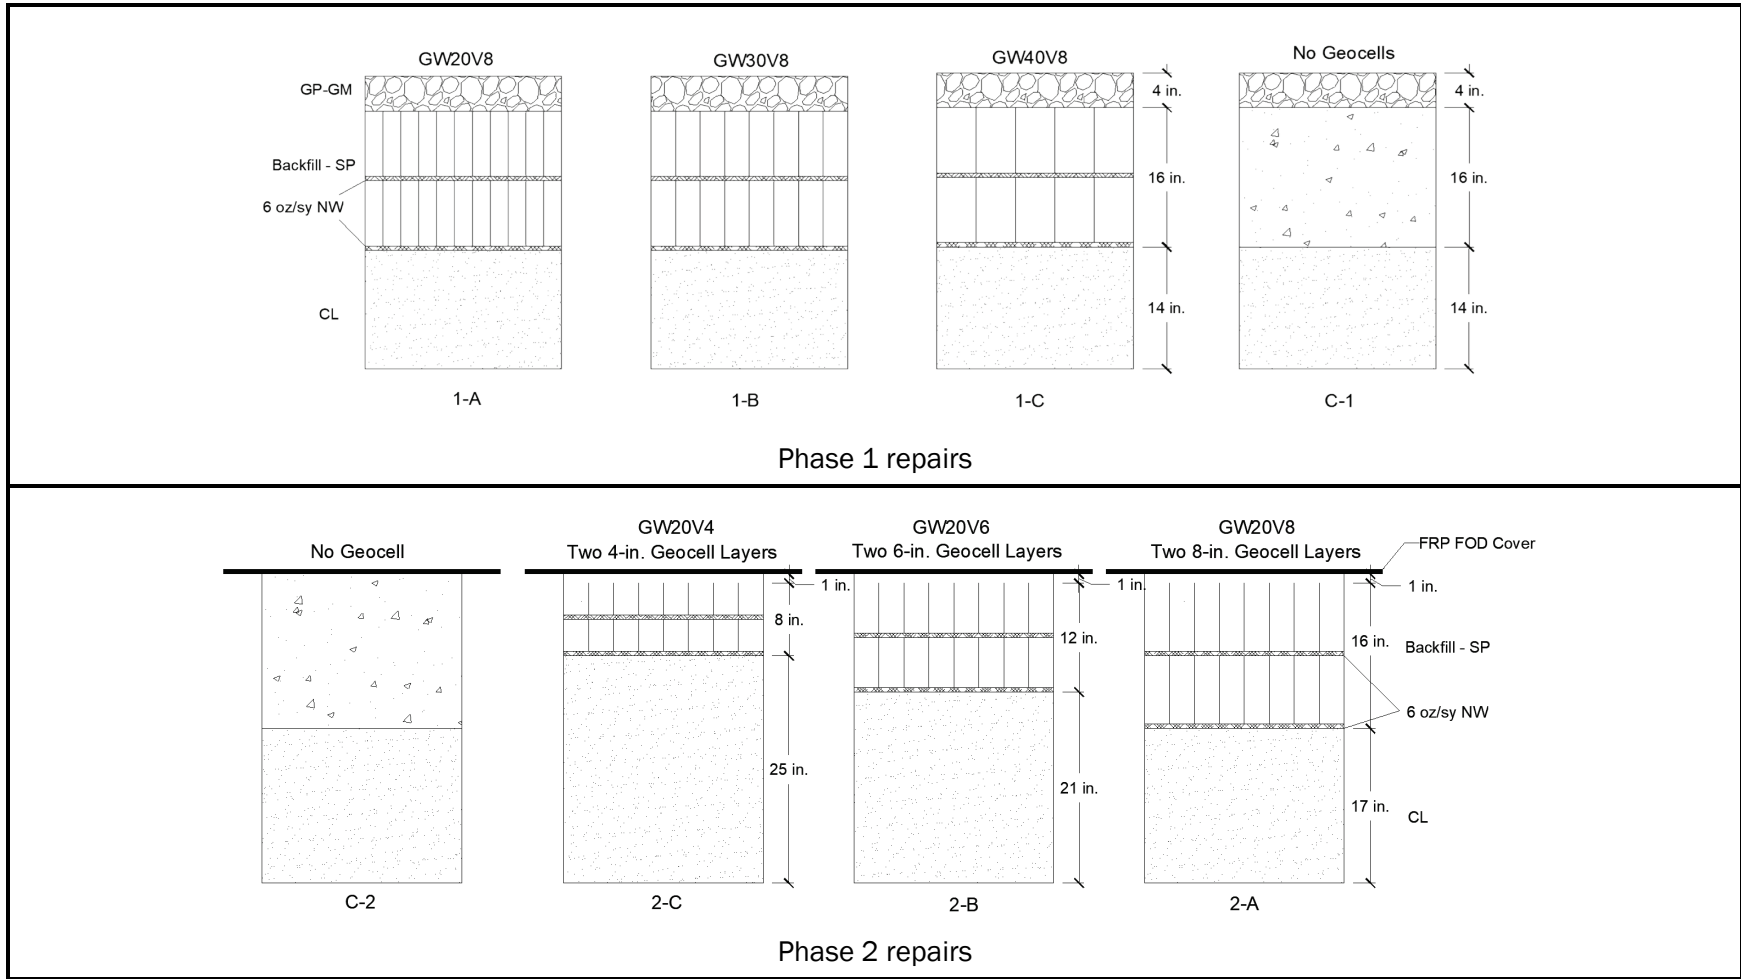 GW20V8
GW30V8
GW40V8
No Geocells
GP-GM
4 in.
4 in.
Backfill - SP
16 in.
16 in.
6 oz/sy NW
CL
14 in.
14 in.
1-A
1-B
1-C
C-1
Phase 1 repairs
No Geocell
GW20V4
Two 4-in. Geocell Layers
GW20V6
Two 6-in. Geocell Layers
GW20V8
Two 8-in. Geocell Layers
FRP FOD Cover
1 in.
1 in.
1 in.
8 in.
12 in.
16 in.
Backfill - SP
6 oz/sy NW
25 in.
21 in.
17 in.
CL
C-2
2-C
2-B
2-A
Phase 2 repairs